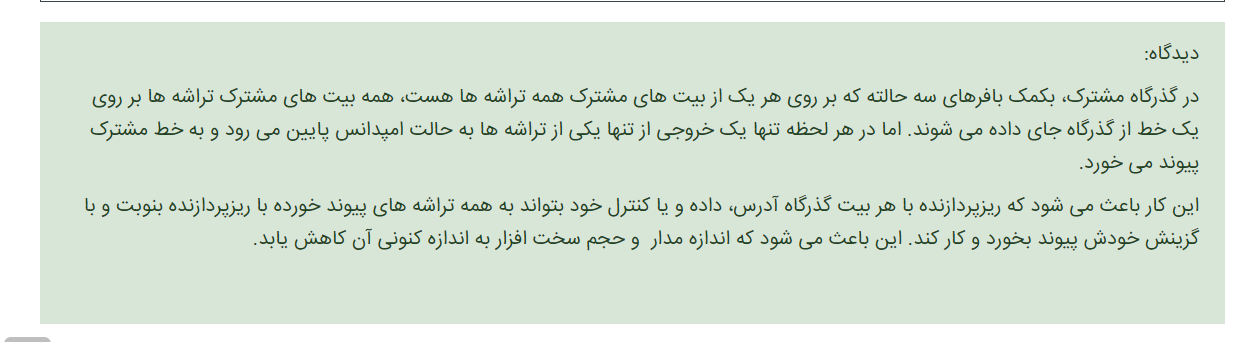 دیدگاه:
در گذرگاه مشترک، بکمک بافرهای سه حالته که بر روی هر یک از بیت های مشترک همه تراشه ها هست، همه بیت های مشترک تراشه ها بر روی
یک خط از گذرگاه جای داده می شوند. اما در هر لحظه تنها یک خروجی از تنها یکی از تراشه ها به حالت امپدانس پایین می رود و به خط مشترک
پیوند می خورد.
این کار باعث می شود که ریزپردازنده با هر بیت گذرگاه آدرس، داده و یا کنترل خود بتواند به همه تراشه های پیوند خورده با ریزپردازنده بنوبت و با
گزینش خودش پیوند بخورد و کار کند. این باعث می شود که اندازه مدار  و حجم سخت افزار به اندازه کنونی آن کاهش یابد.